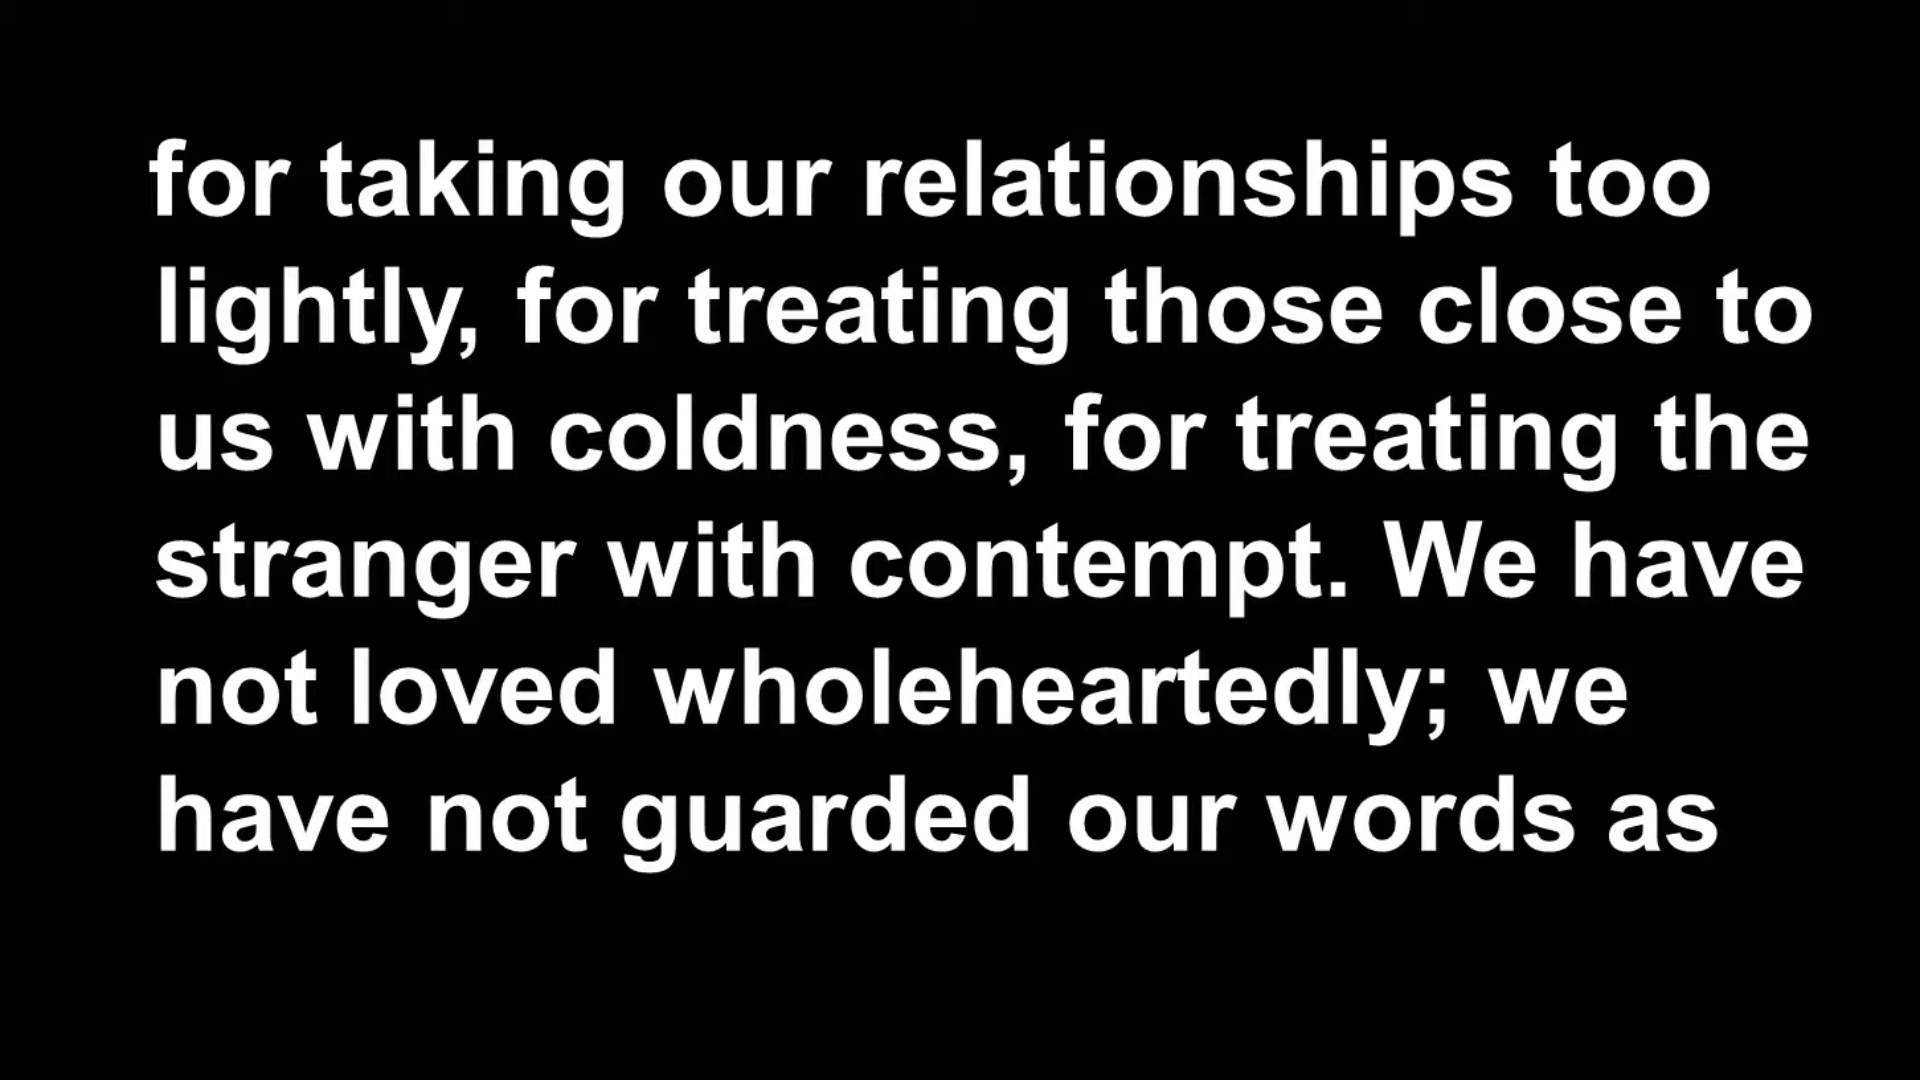 for taking our relationships too
lightly, for treating those close to
us with coldness, for treating the
stranger with contempt. We have
not loved wholeheartedly; we
have not guarded our words as